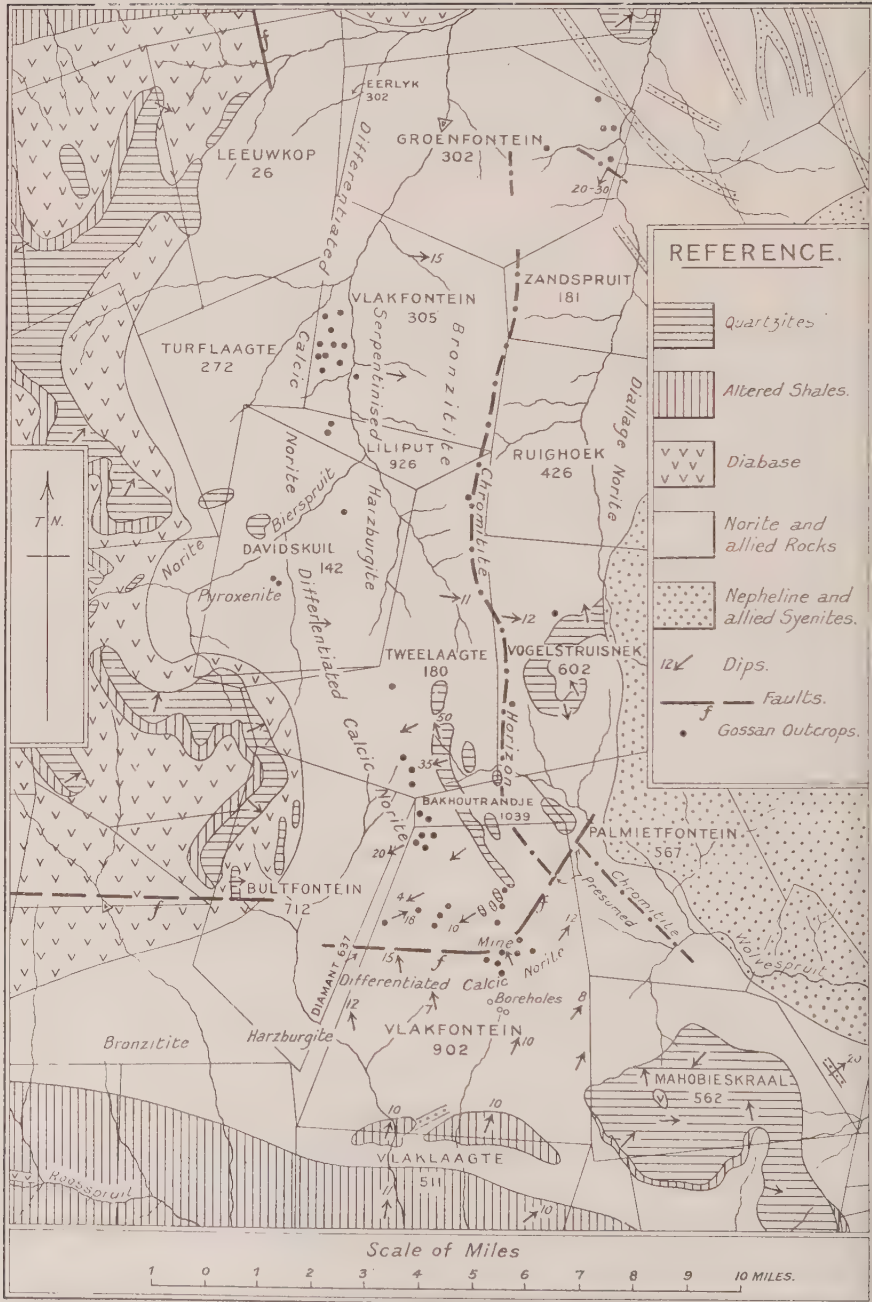 EERLYK
302
LEEUWKOP
26
GROENFONTEIN
302
20-30
Differentiated
Calcic
Norite
15
VLAKFONTEIN
305
ZANDSPRUIT
181
TURFLAAGTE
272
Serpentinised
Harzburgite
Bronzitite
LILIPUT
926
RUIGHOEK
426
Diallage Norite
Chromitite
Horizon
Bierspruit
DAVIDSKUIL
142
Norite
Pyroxenite
Differentiated
Calcic
Norite
11
12
TWEELAAGTE
180
VOGELSTRUISNEK
602
50
35
BAKHOUTRANDJE
1039
PALMIETFONTEIN
567
20
BULTFONTEIN
712
4
18
10
f
f
f
f
Presumed
Chromitite
Wolvespruit
Mine
12
DIAMANT 637
15
Differentiated Calcic Norite
Boreholes
12
7
8
10
Harzburgite
Bronzitite
VLAKFONTEIN
902
MAHOBIESKRAAL
562
20
10
10
VLAKLAAGTE
511
11
10
Koosspruit
T.N.
REFERENCE.
Quartzites
Altered Shales.
Diabase
Norite and
allied Rocks
Nepheline and
allied Syenites.
12 Dips.
f Faults.
Gossan Outcrops.
Scale of Miles
1 0 1 2 3 4 5 6 7 8 9 10 MILES.